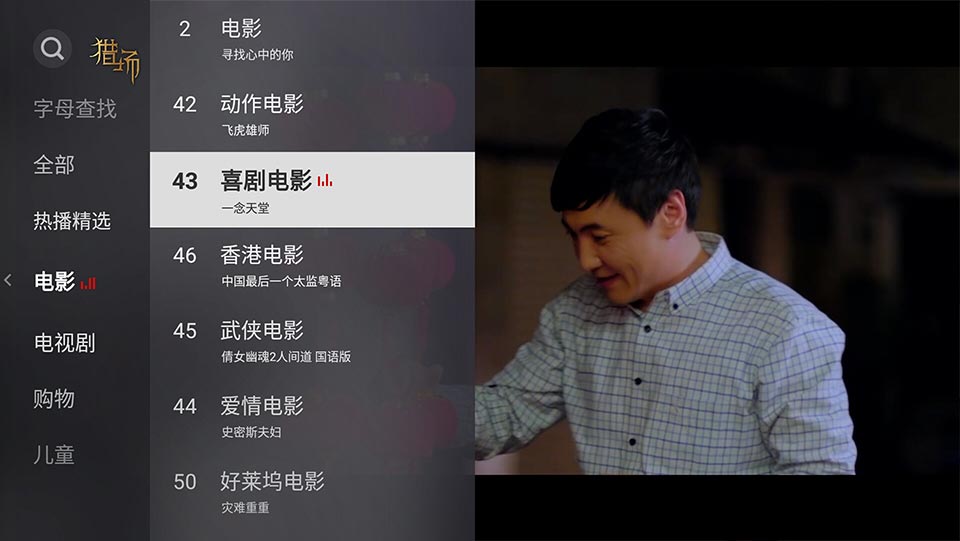 猎场
字母查找
全部
热播精选
电影
电视剧
购物
儿童
2 电影
寻找心中的你
42 动作电影
飞虎雄师
43 喜剧电影
一念天堂
46 香港电影
中国最后一个太监粤语
45 武侠电影
倩女幽魂2人间道 国语版
44 爱情电影
史密斯夫妇
50 好莱坞电影
灾难重重